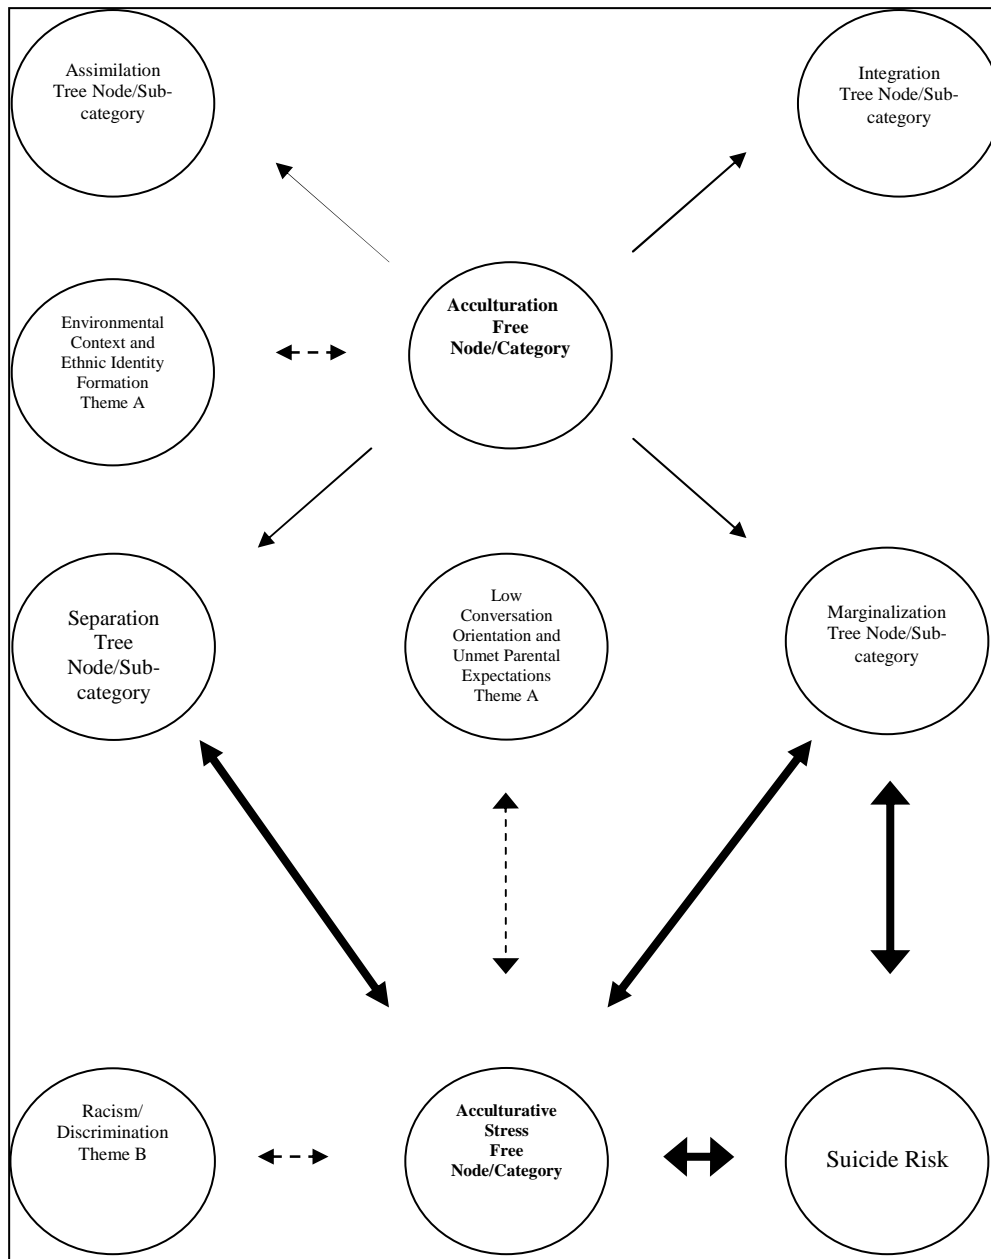 Assimilation
Tree Node/Sub-
category
Integration
Tree Node/Sub-
category
Acculturation
Free
Node/Category
Environmental
Context and
Ethnic Identity
Formation
Theme A
Separation
Tree
Node/Sub-
category
Low
Conversation
Orientation and
Unmet Parental
Expectations
Theme A
Marginalization
Tree Node/Sub-
category
Racism/
Discrimination
Theme B
Acculturative
Stress
Free
Node/Category
Suicide Risk